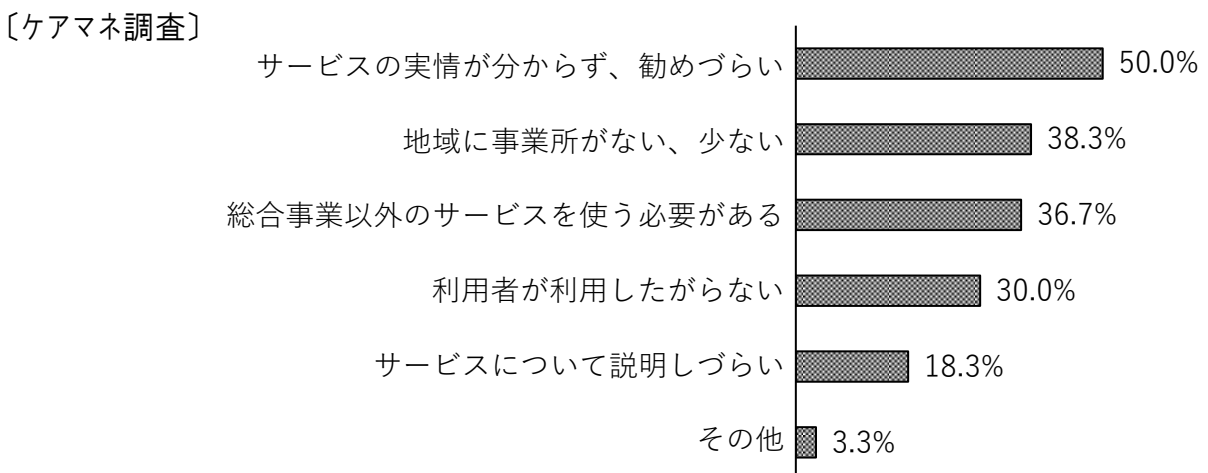 〔ケアマネ調査〕
サービスの実情が分からず、勧めづらい 50.0%
地域に事業所がない、少ない 38.3%
総合事業以外のサービスを使う必要がある 36.7%
利用者が利用したがらない 30.0%
サービスについて説明しづらい 18.3%
その他 3.3%